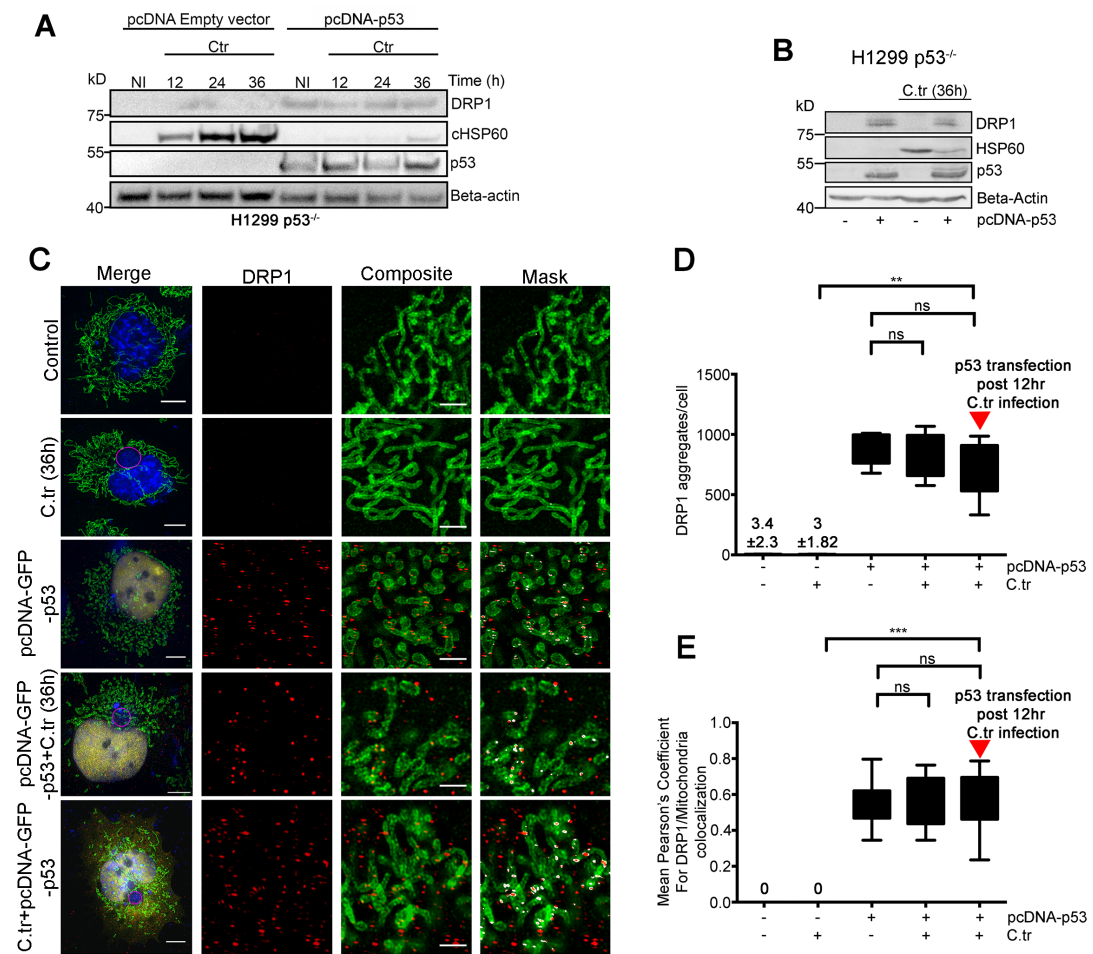 A
pcDNA Empty vector pcDNA-p53
Ctr Ctr
kD NI 12 24 36 NI 12 24 36 Time (h)
DRP1
75
cHSP60
55
p53
Beta-actin
40
H1299 p53-/-
B
H1299 p53-/-
C.tr (36h)
kD
DRP1
75
HSP60
55
p53
Beta-Actin
40
- + - + pcDNA-p53
C
Merge DRP1 Composite Mask
Control
C.tr (36h)
pcDNA-GFP
-p53
pcDNA-GFP
-p53+C.tr (36h)
C.tr+pcDNA-GFP
-p53
D
**
ns
ns
p53 transfection
post 12hr
C.tr infection
DRP1 aggregates/cell
1500
1000
500
0
3.4
±2.3
3
±1.82
- - + + + pcDNA-p53
- + - + + C.tr
E
***
ns
ns
p53 transfection
post 12hr
C.tr infection
Mean Pearson's Coefficient
For DRP1/Mitochondria
colocalization
1.0
0.8
0.6
0.4
0.2
0.0
0 0
- - + + + pcDNA-p53
- + - + + C.tr